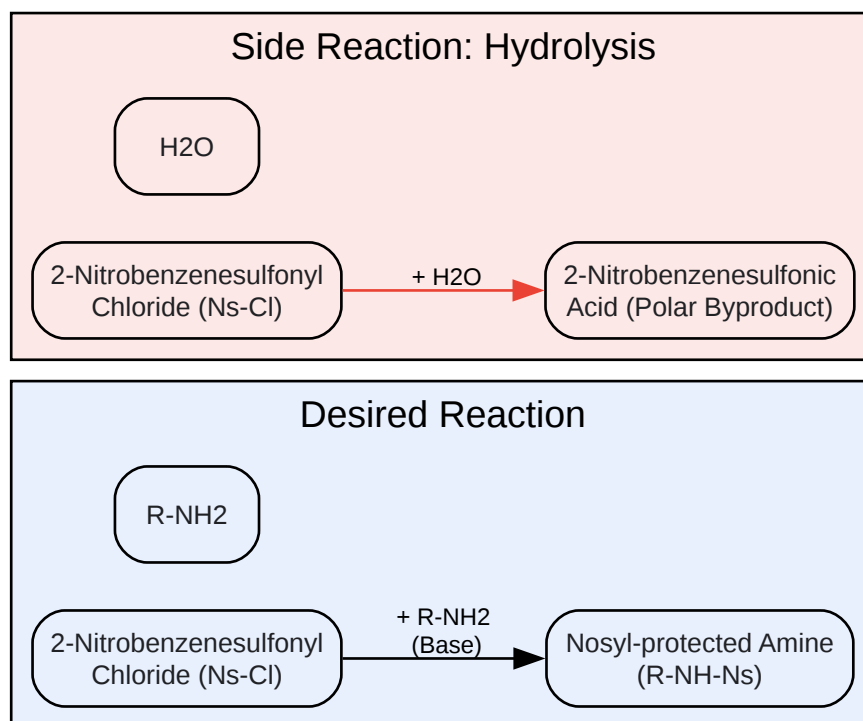 Side Reaction: Hydrolysis
H2O
2-Nitrobenzenesulfonyl
Chloride (Ns-Cl)
+ H2O
2-Nitrobenzenesulfonic
Acid (Polar Byproduct)
Desired Reaction
R-NH2
2-Nitrobenzenesulfonyl
Chloride (Ns-Cl)
+ R-NH2
(Base)
Nosyl-protected Amine
(R-NH-Ns)